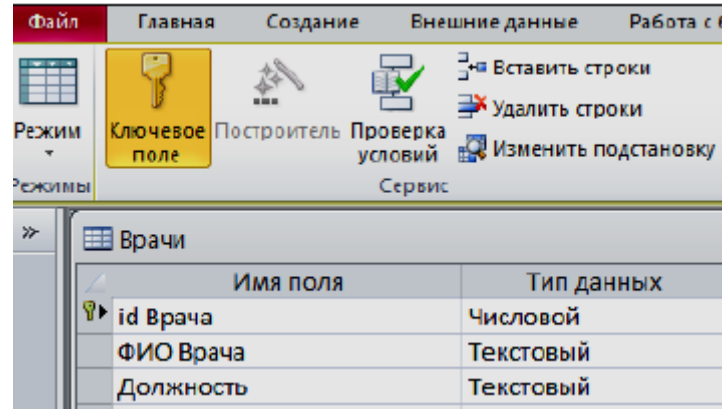 Файл Главная Создание Внешние данные Работа с
Режим
Ключевое поле
Построитель
Проверка условий
Вставить строки
Удалить строки
Изменить подстановку
Режимы
Сервис
Врачи
Имя поля Тип данных
id Врача Числовой
ФИО Врача Текстовый
Должность Текстовый